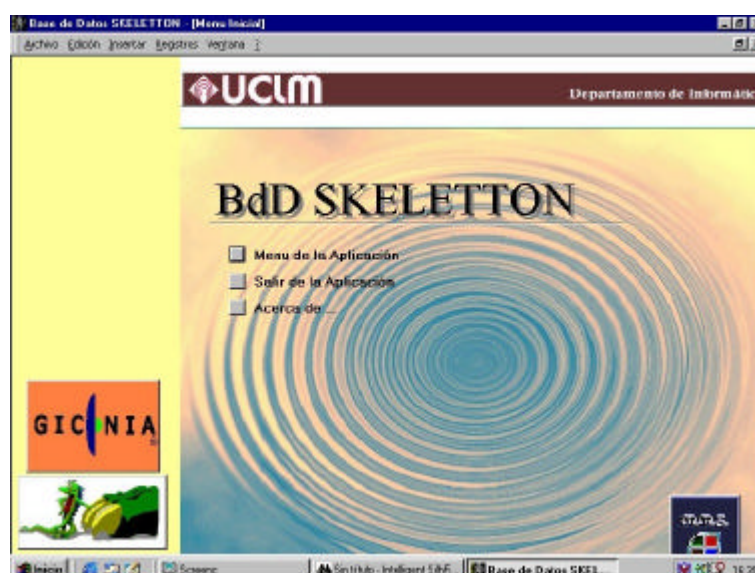 Base de Datos SKELETTON - [Menu Inicial]
Archivo Edición Insertar Registros Ventana ?
UCLM
Departamento de Informátic
BdD SKELETTON
Menu de la Aplicación
Salir de la Aplicación
Acerca de ...
GICONIA
Inicio
Base de Datos SKEL...